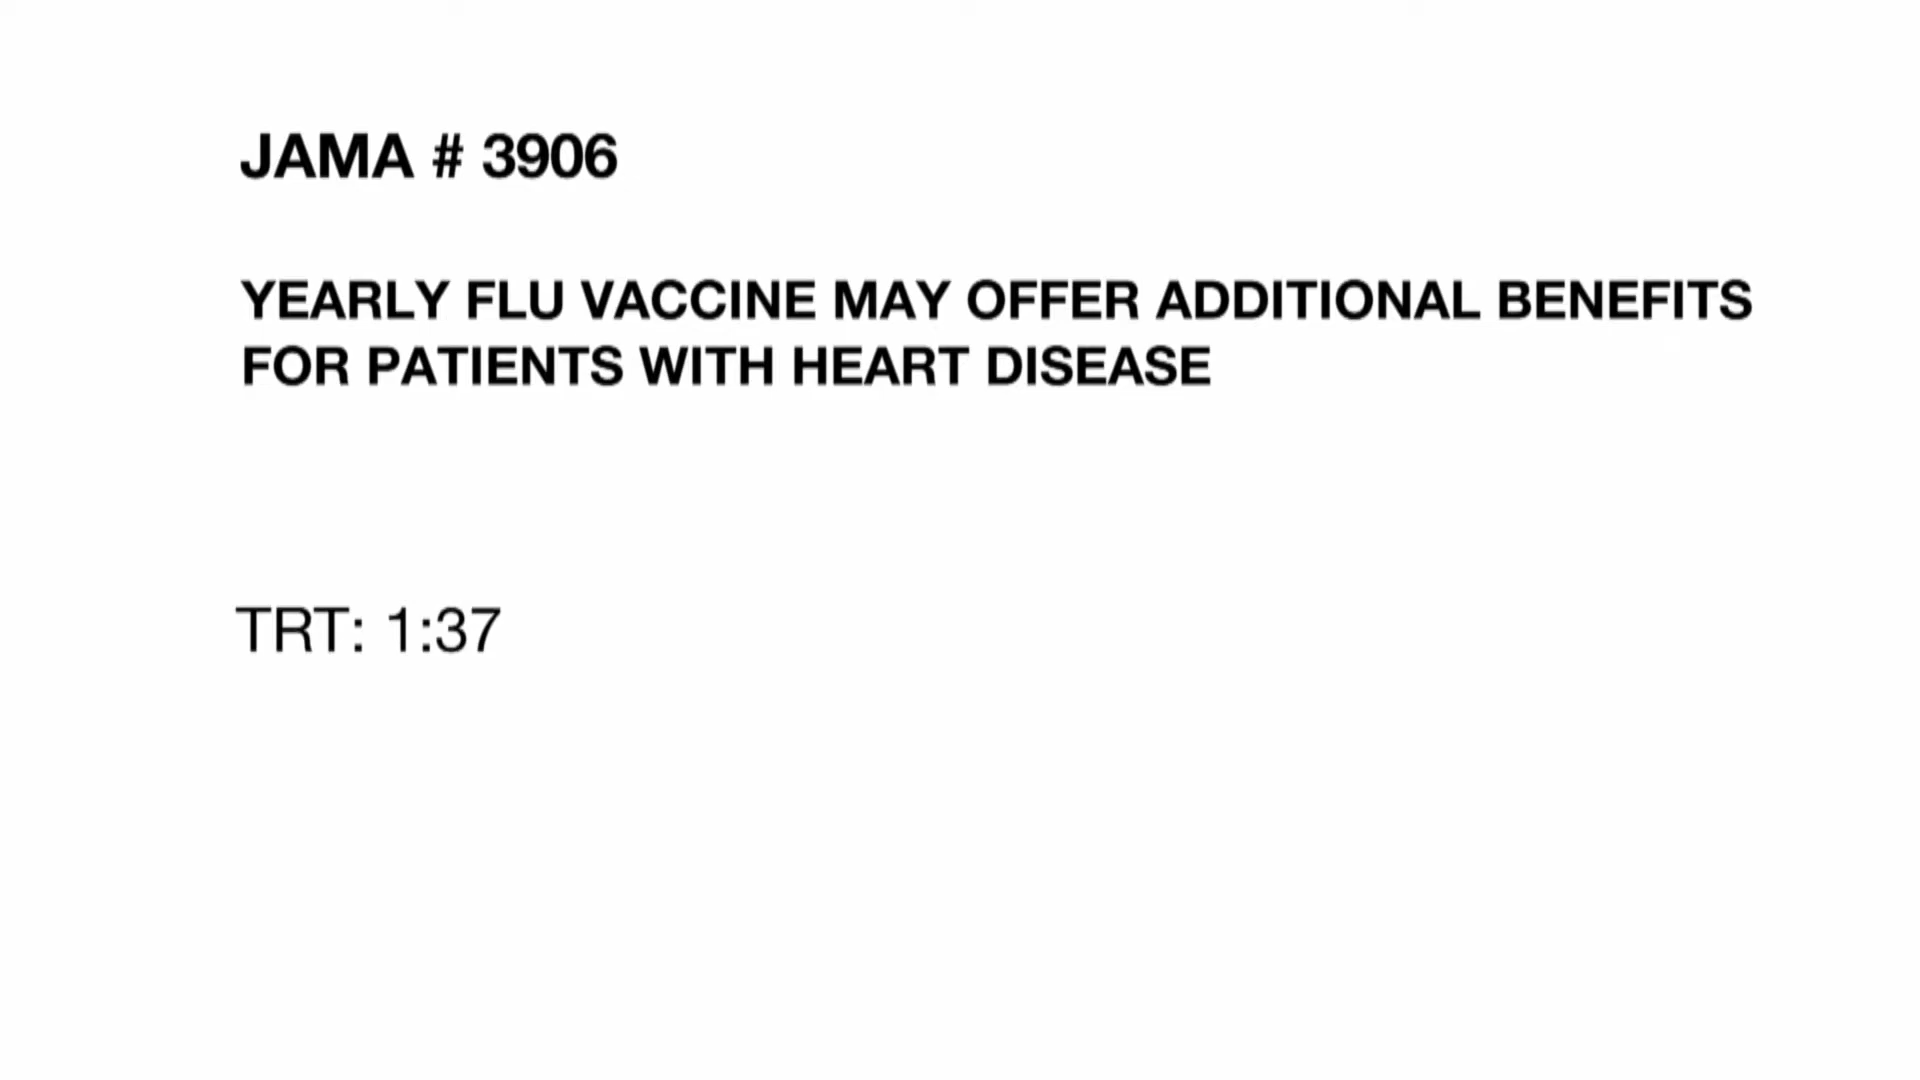 JAMA # 3906
YEARLY FLU VACCINE MAY OFFER ADDITIONAL BENEFITS
FOR PATIENTS WITH HEART DISEASE
TRT: 1:37